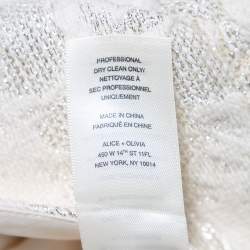 PROFESSIONAL
DRY CLEAN ONLY/
NETTOYAGE À
SEC PROFESSIONNEL
UNIQUEMENT
MADE IN CHINA
FABRIQUÉ EN CHINE
ALICE + OLIVIA
450 W 14TH ST 11FL
NEW YORK, NY 10014